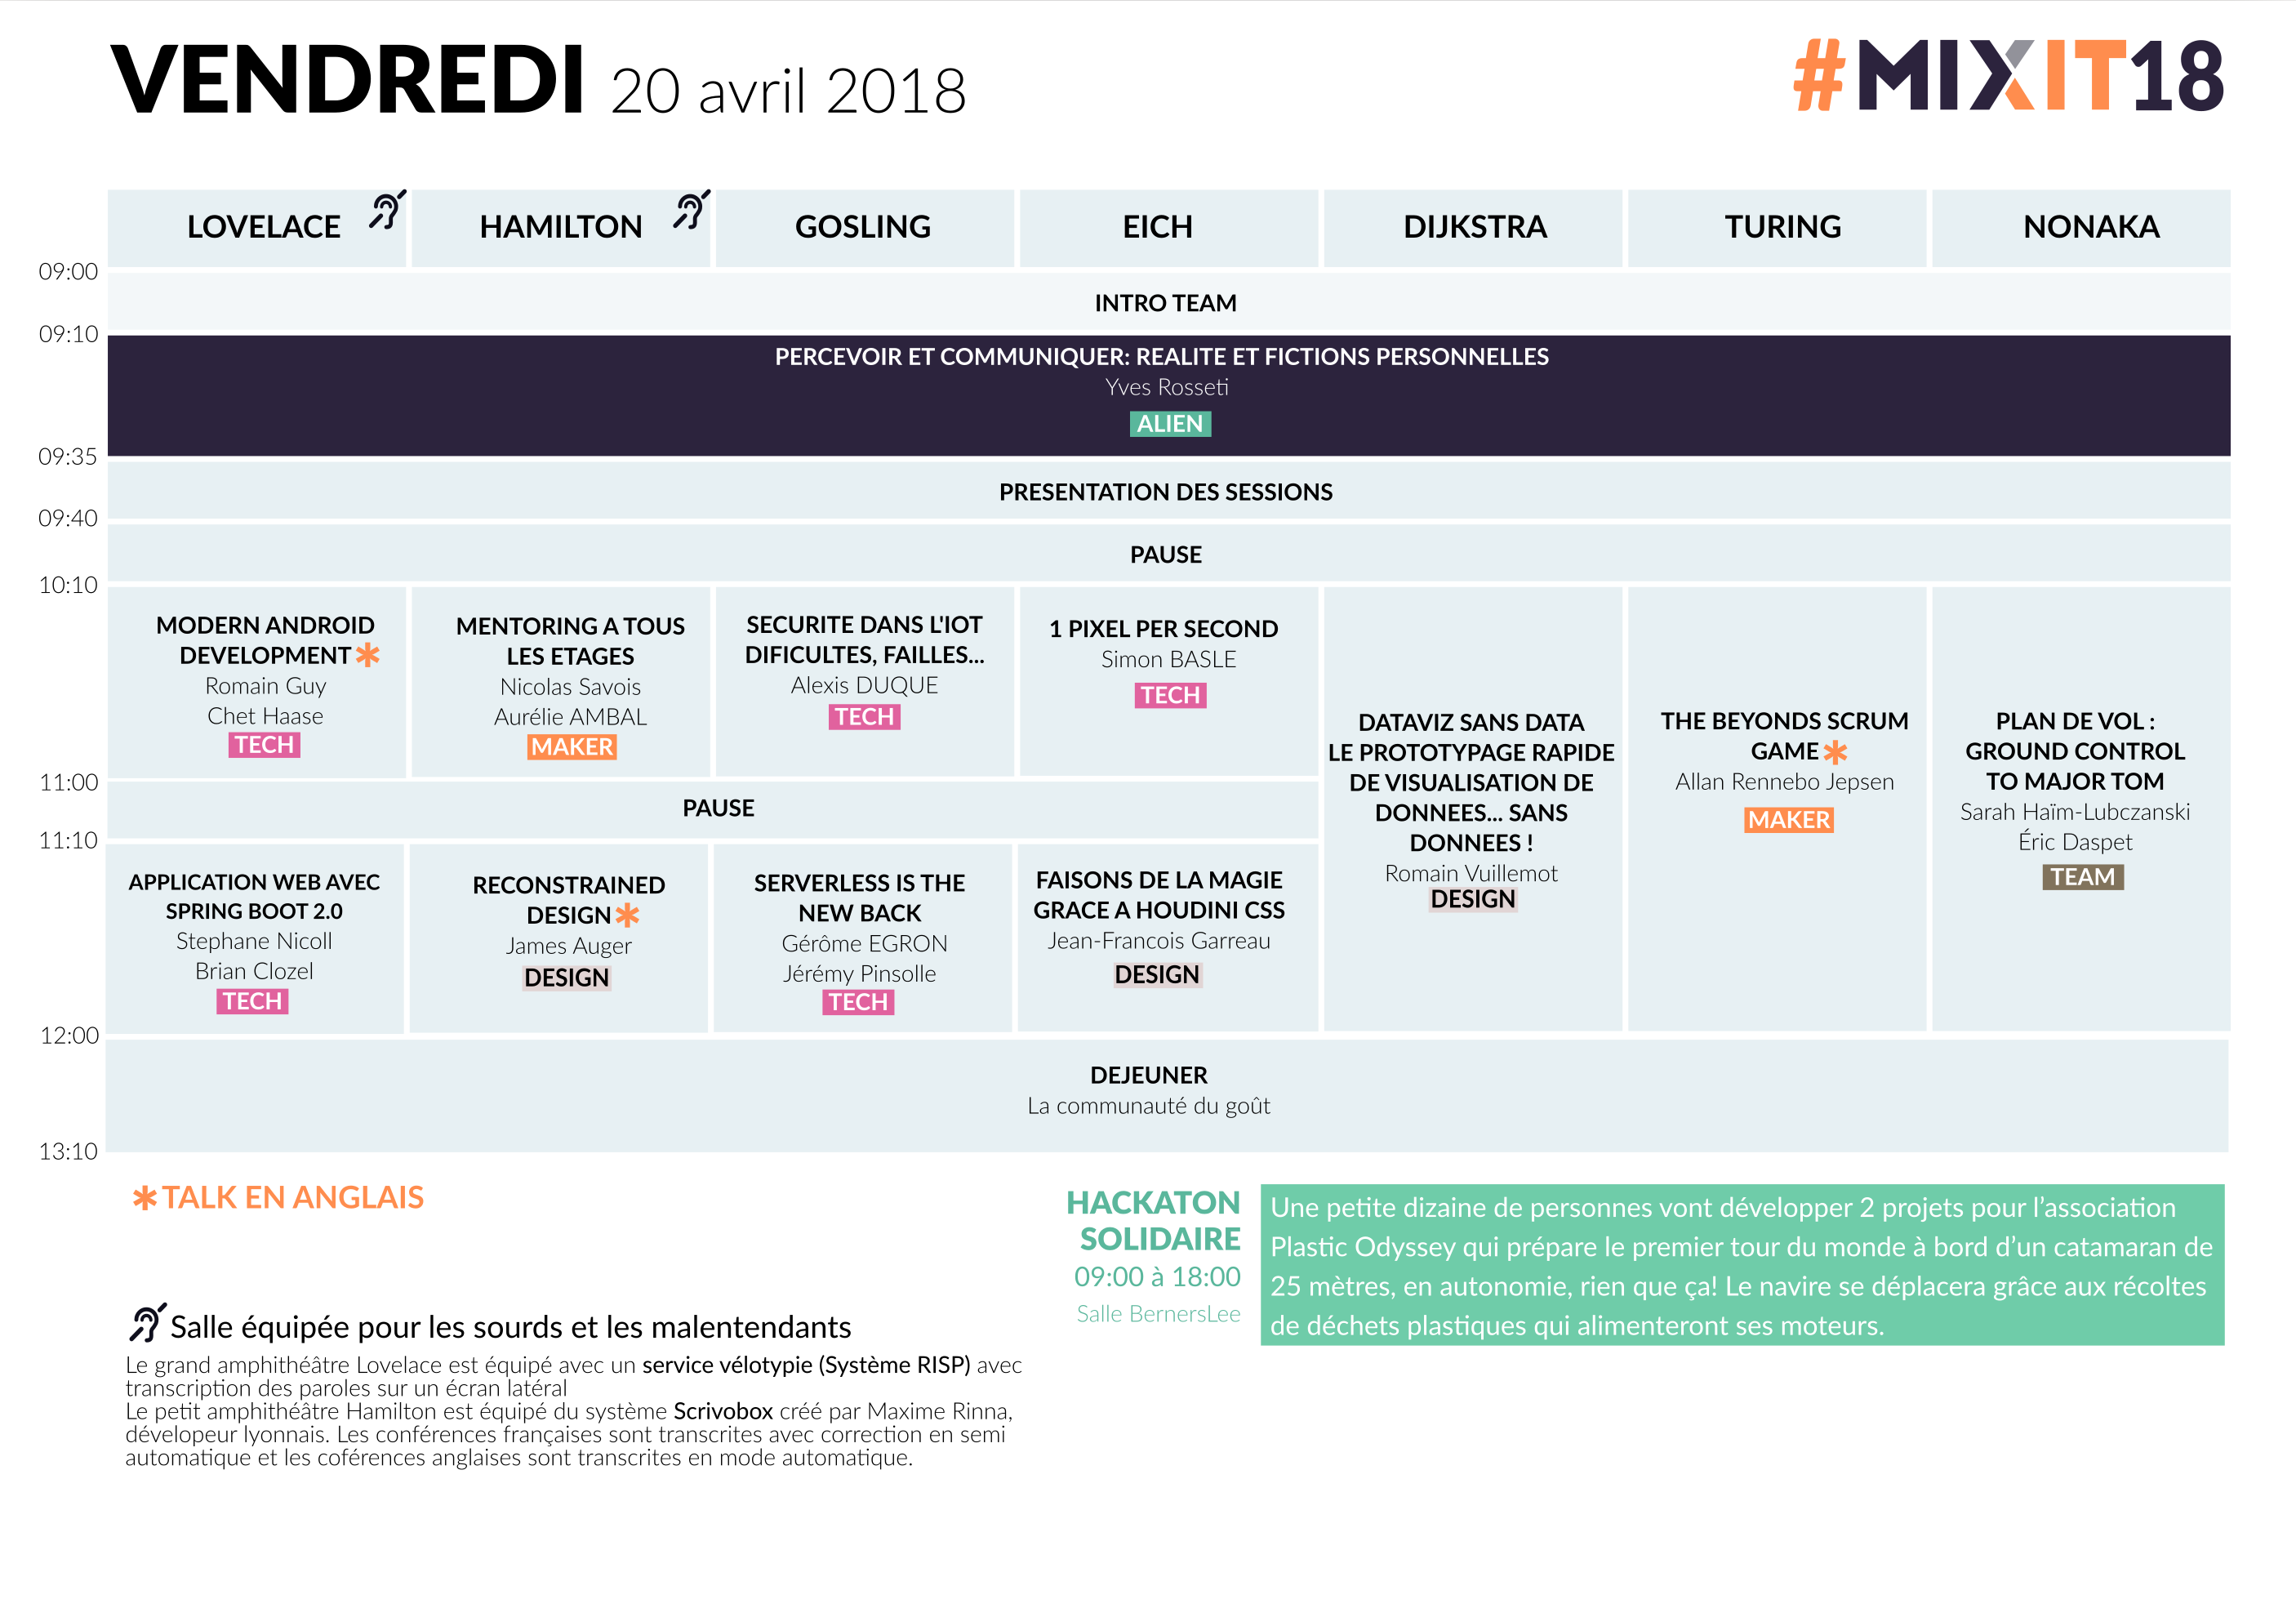 VENDREDI 20 avril 2018
#MIXIT18
LOVELACE
HAMILTON
GOSLING
EICH
DIJKSTRA
TURING
NONAKA
09:00
INTRO TEAM
09:10
PERCEVOIR ET COMMUNIQUER: REALITE ET FICTIONS PERSONNELLES
Yves Rosseti
ALIEN
09:35
PRESENTATION DES SESSIONS
09:40
PAUSE
10:10
MODERN ANDROID
DEVELOPMENT*
Romain Guy
Chet Haase
TECH
MENTORING A TOUS
LES ETAGES
Nicolas Savois
Aurélie AMBAL
MAKER
SECURITE DANS L'IOT
DIFICULTES, FAILLES...
Alexis DUQUE
TECH
1 PIXEL PER SECOND
Simon BASLE
TECH
DATAVIZ SANS DATA
LE PROTOTYPAGE RAPIDE
DE VISUALISATION DE
DONNEES... SANS
DONNEES !
Romain Vuillemot
DESIGN
THE BEYONDS SCRUM
GAME*
Allan Rennebo Jepsen
MAKER
PLAN DE VOL :
GROUND CONTROL
TO MAJOR TOM
Sarah Haïm-Lubczanski
Éric Daspet
TEAM
11:00
PAUSE
11:10
APPLICATION WEB AVEC
SPRING BOOT 2.0
Stephane Nicoll
Brian Clozel
TECH
RECONSTRAINED
DESIGN*
James Auger
DESIGN
SERVERLESS IS THE
NEW BACK
Gérôme EGRON
Jérémy Pinsolle
TECH
FAISONS DE LA MAGIE
GRACE A HOUDINI CSS
Jean-Francois Garreau
DESIGN
12:00
DEJEUNER
La communauté du goût
13:10
*TALK EN ANGLAIS
HACKATON
SOLIDAIRE
09:00 à 18:00
Salle BernersLee
Une petite dizaine de personnes vont développer 2 projets pour l’association
Plastic Odyssey qui prépare le premier tour du monde à bord d’un catamaran de
25 mètres, en autonomie, rien que ça! Le navire se déplacera grâce aux récoltes
de déchets plastiques qui alimenteront ses moteurs.
Salle équipée pour les sourds et les malentendants
Le grand amphithéâtre Lovelace est équipé avec un service vélotypie (Système RISP) avec
transcription des paroles sur un écran latéral
Le petit amphithéâtre Hamilton est équipé du système Scrivobox créé par Maxime Rinna,
dévelopeur lyonnais. Les conférences françaises sont transcrites avec correction en semi
automatique et les coférences anglaises sont transcrites en mode automatique.